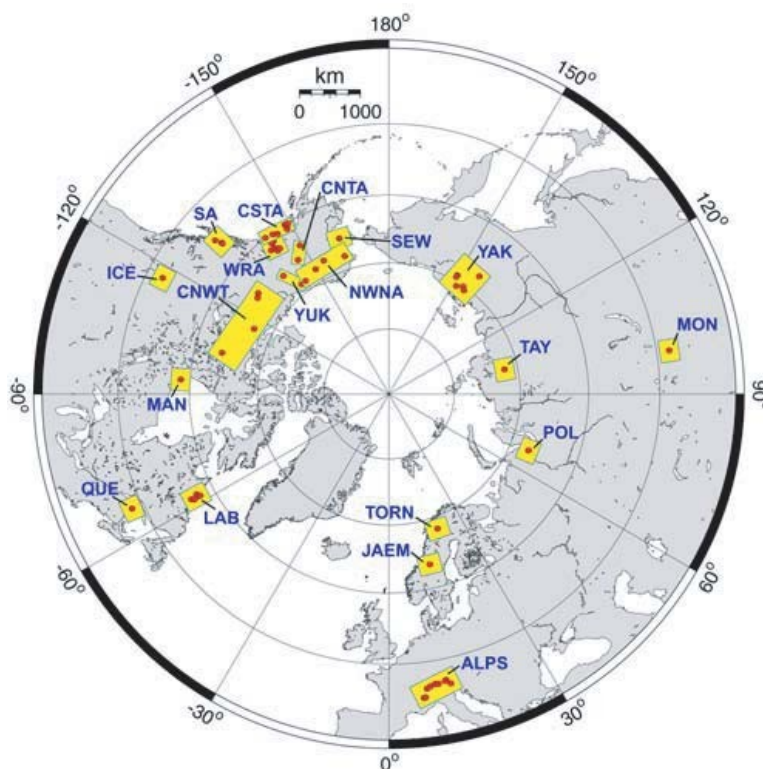 180°
-150°
150°
km
0 1000
-120°
120°
CNTA
CSTA
SA
SEW
YAK
WRA
ICE
CNWT
NWNA
YUK
MON
TAY
-90°
90°
MAN
POL
QUE
LAB
TORN
JAEM
-60°
60°
ALPS
-30°
30°
0°